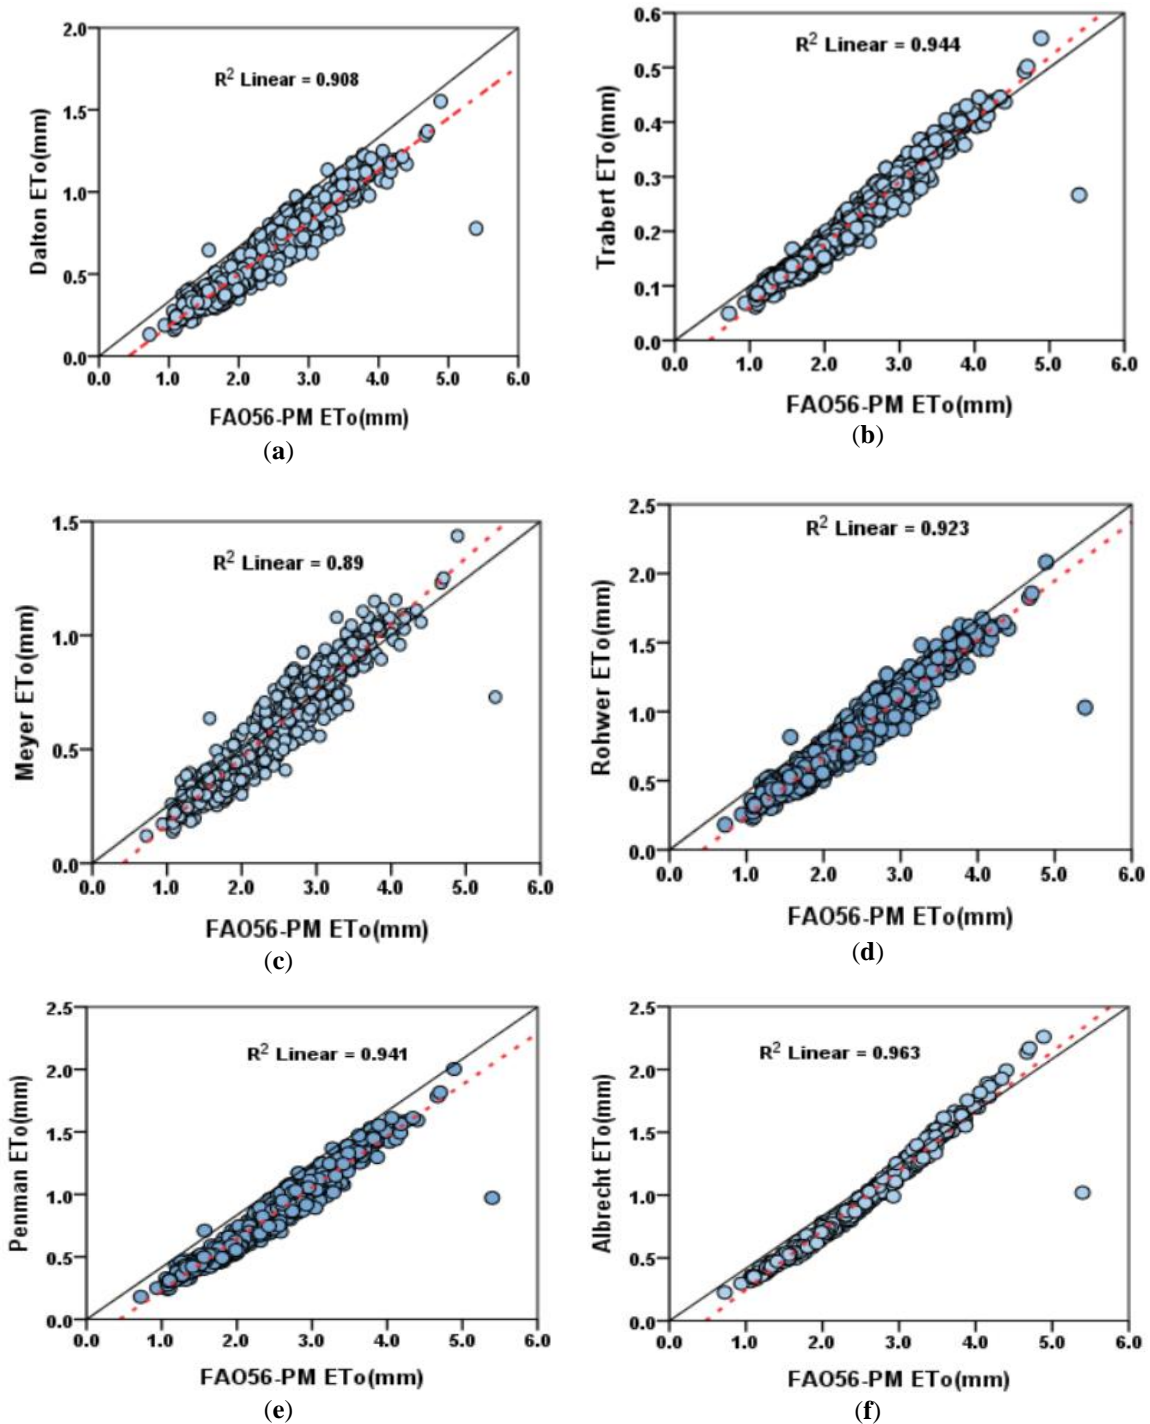 2.0
R² Linear = 0.908
1.5
1.0
0.5
0.0
Dalton ETo(mm)
0.0 1.0 2.0 3.0 4.0 5.0 6.0
FAO56-PM ETo(mm)
(a)
0.6
R² Linear = 0.944
0.5
0.4
0.3
0.2
0.1
0.0
Trabert ETo(mm)
0.0 1.0 2.0 3.0 4.0 5.0 6.0
FAO56-PM ETo(mm)
(b)
1.5
R² Linear = 0.89
1.0
0.5
0.0
Meyer ETo(mm)
0.0 1.0 2.0 3.0 4.0 5.0 6.0
FAO56-PM ETo(mm)
(c)
2.5
R² Linear = 0.923
2.0
1.5
1.0
0.5
0.0
Rohwer ETo(mm)
0.0 1.0 2.0 3.0 4.0 5.0 6.0
FAO56-PM ETo(mm)
(d)
2.5
R² Linear = 0.941
2.0
1.5
1.0
0.5
0.0
Penman ETo(mm)
0.0 1.0 2.0 3.0 4.0 5.0 6.0
FAO56-PM ETo(mm)
(e)
2.5
R² Linear = 0.963
2.0
1.5
1.0
0.5
0.0
Albrecht ETo(mm)
0.0 1.0 2.0 3.0 4.0 5.0 6.0
FAO56-PM ETo(mm)
(f)